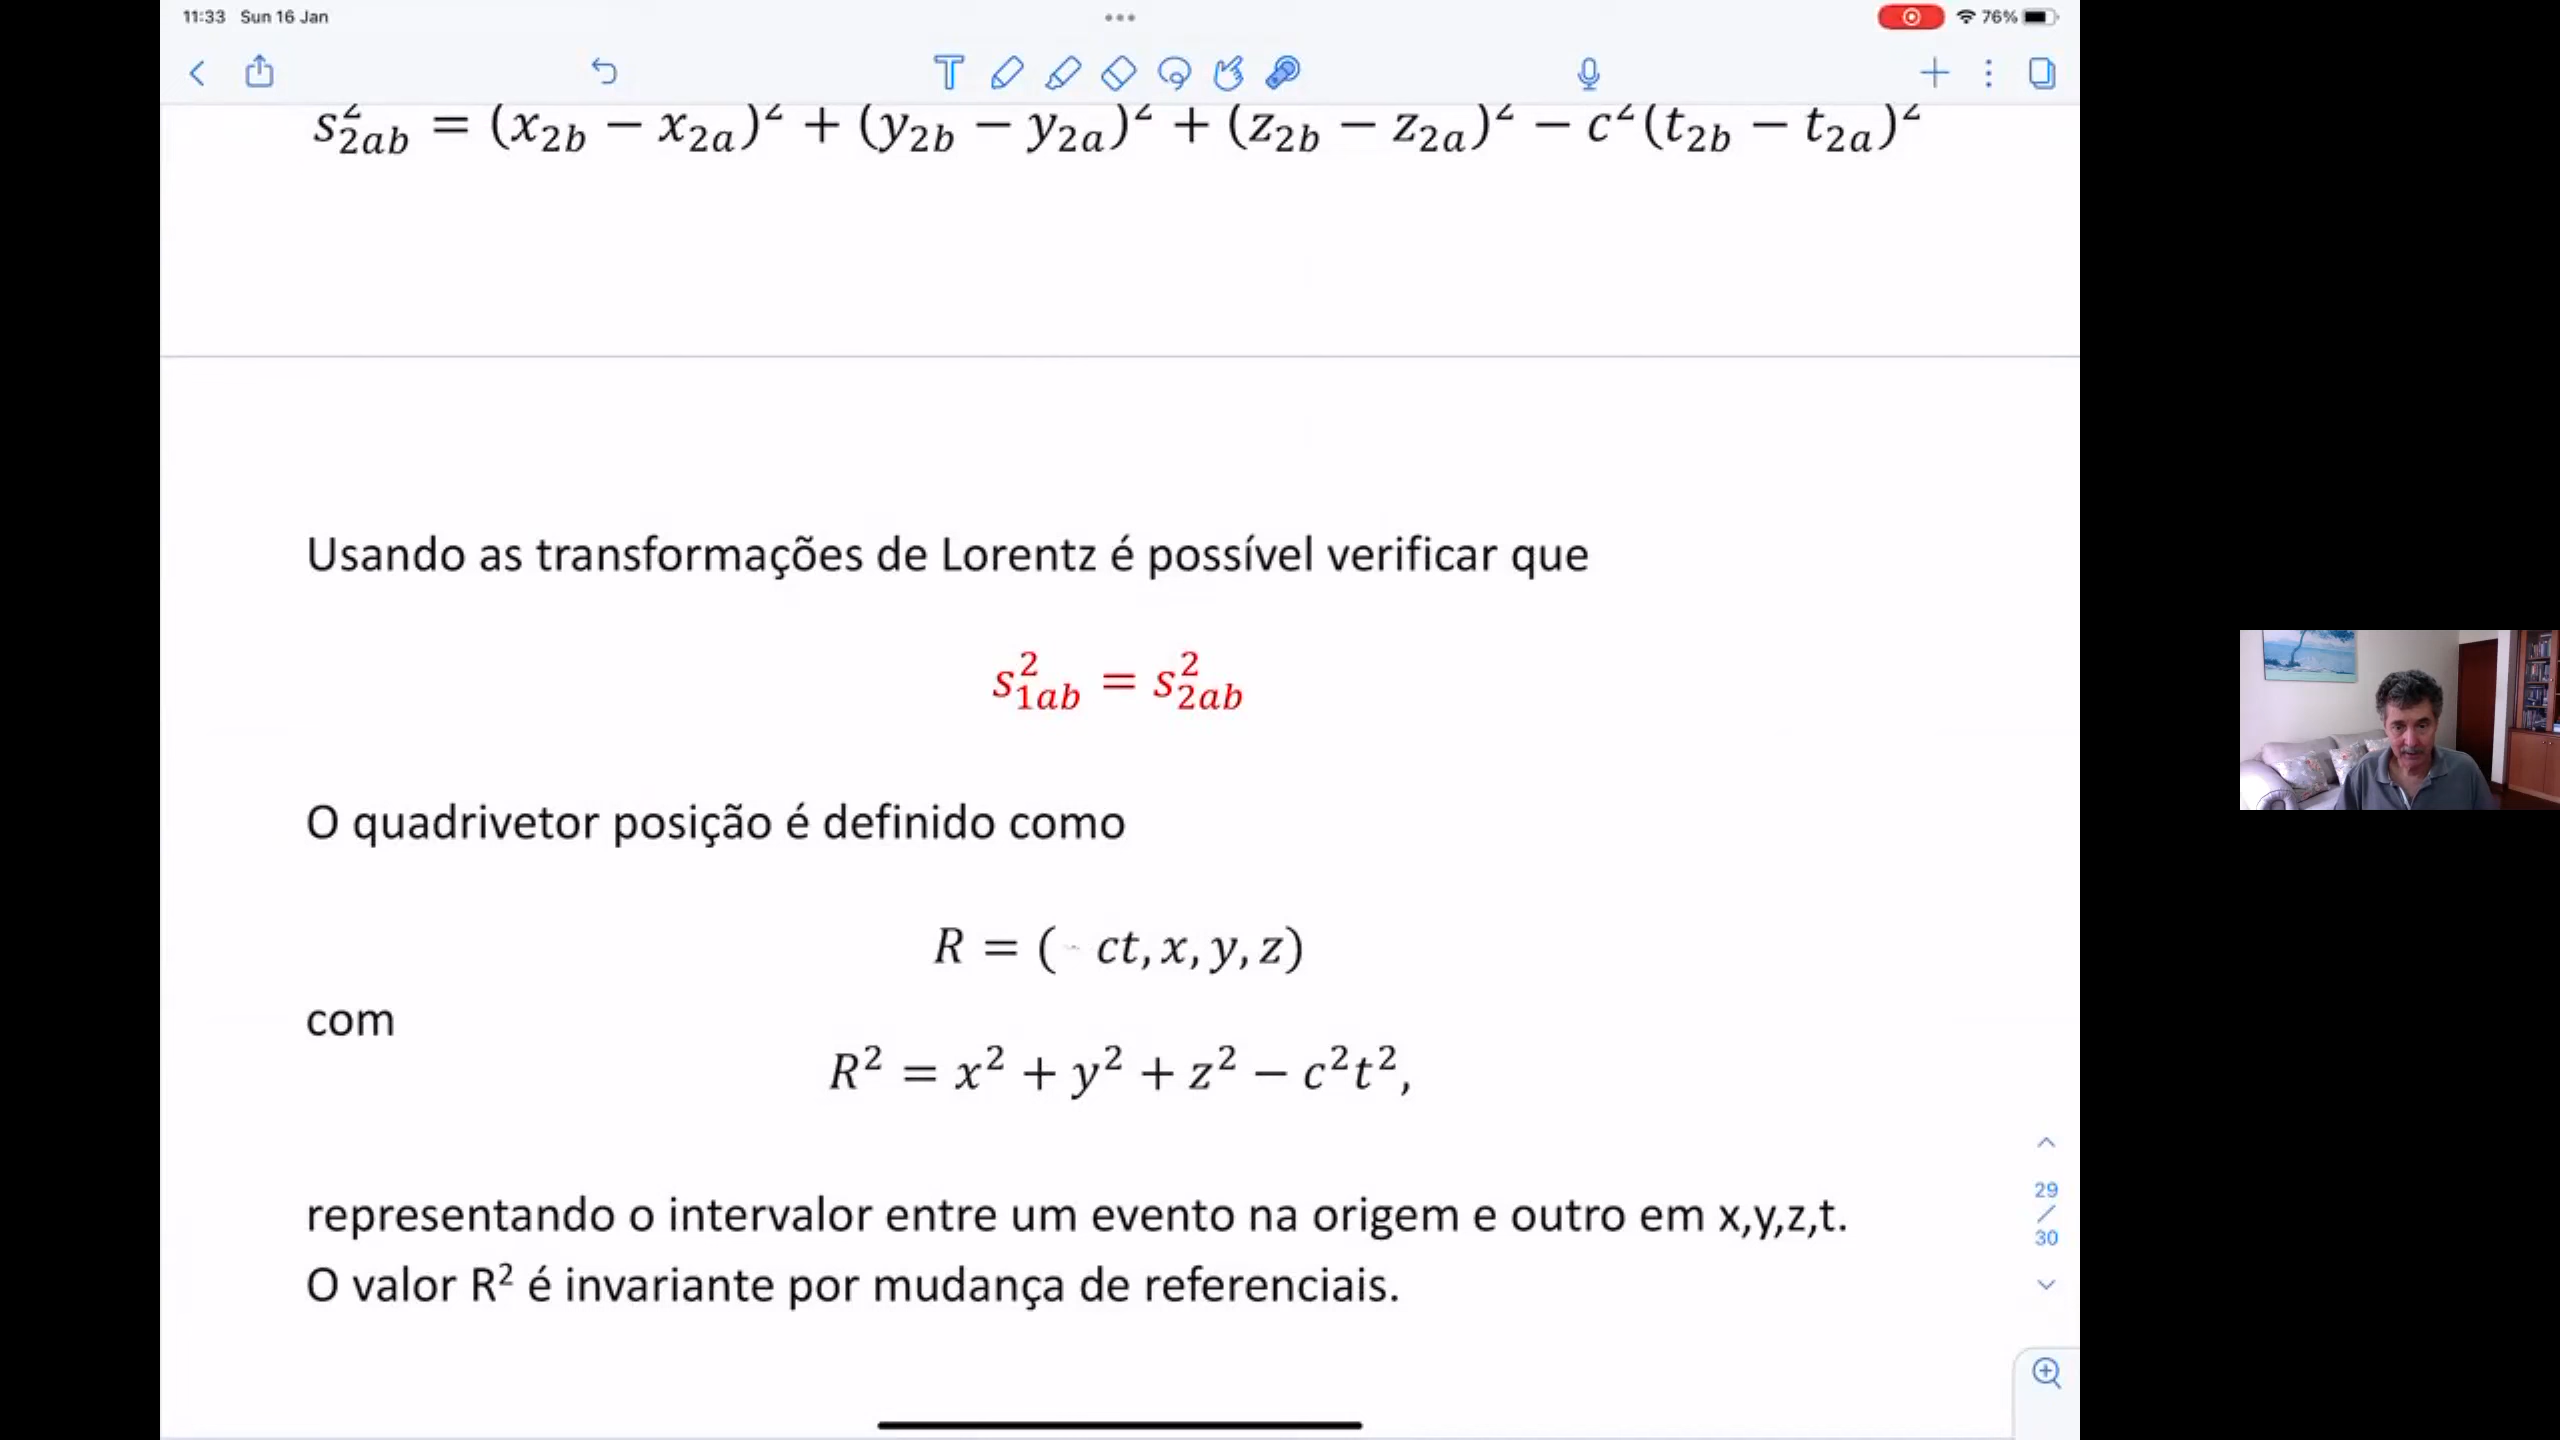 11:33 Sun 16 Jan
76%
s²₂ab = (x₂b − x₂a)² + (y₂b − y₂a)² + (z₂b − z₂a)² − c²(t₂b − t₂a)²
Usando as transformações de Lorentz é possível verificar que
s²₁ab = s²₂ab
O quadrivetor posição é definido como
R = ( ct, x, y, z)
com
R² = x² + y² + z² − c²t²,
representando o intervalor entre um evento na origem e outro em x,y,z,t.
O valor R² é invariante por mudança de referenciais.
29
/
30